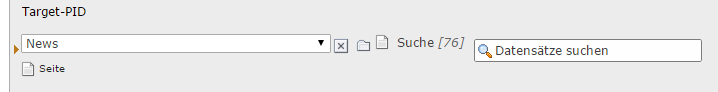 Target-PID
News Suche [76] Datensätze suchen
Seite